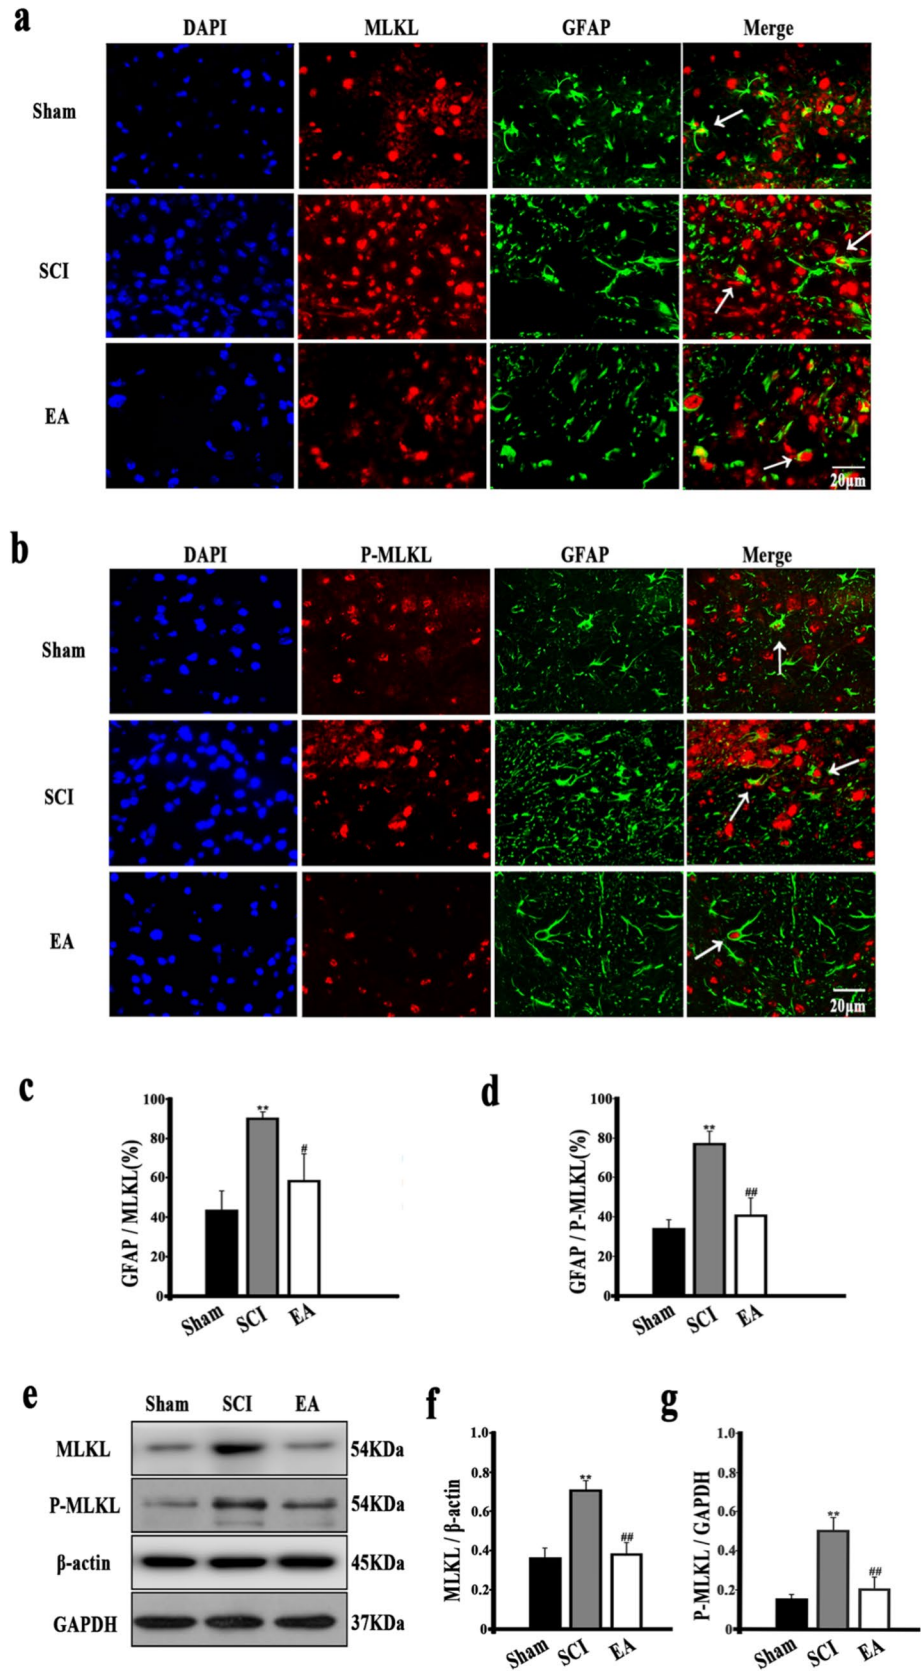 a
DAPI MLKL GFAP Merge
Sham
SCI
EA
20μm
b
DAPI P-MLKL GFAP Merge
Sham
SCI
EA
20μm
c
GFAP / MLKL(%)
100
80
60
40
20
0
**
#
Sham SCI EA
d
GFAP / P-MLKL(%)
100
80
60
40
20
0
**
##
Sham SCI EA
e
Sham SCI EA
MLKL 54KDa
P-MLKL 54KDa
β-actin 45KDa
GAPDH 37KDa
f
MLKL / β-actin
1.0
0.8
0.6
0.4
0.2
0
**
##
Sham SCI EA
g
P-MLKL / GAPDH
1.0
0.8
0.6
0.4
0.2
0
**
##
Sham SCI EA